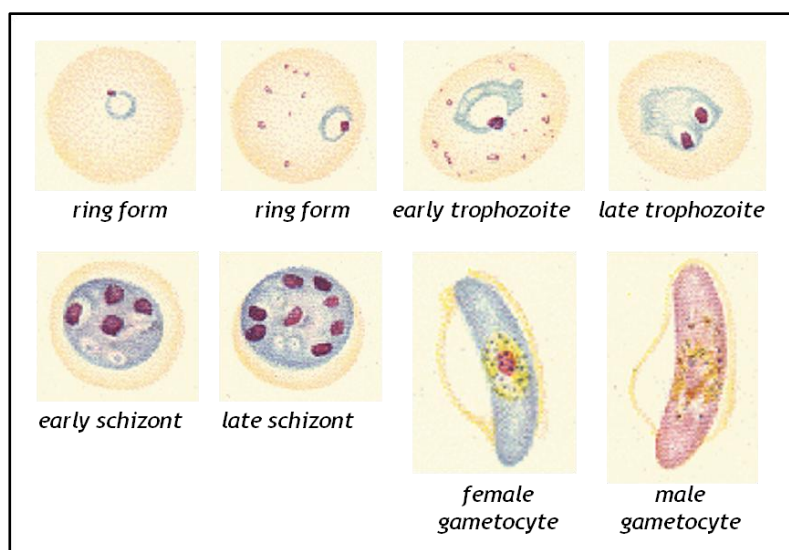 ring form
ring form
early trophozoite
late trophozoite
early schizont
late schizont
female
gametocyte
male
gametocyte